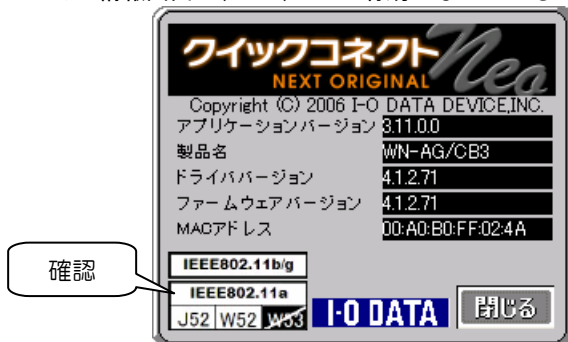 クイックコネクト
Neo
NEXT ORIGINAL
Copyright (C) 2006 I-O DATA DEVICE,INC.
アプリケーションバージョン 3.11.0.0
製品名 WN-AG/CB3
ドライババージョン 4.1.2.71
ファームウェアバージョン 4.1.2.71
MACアドレス 00:A0:B0:FF:02:4A
IEEE802.11b/g
確認
IEEE802.11a
J52 W52 W53
I-O DATA
閉じる